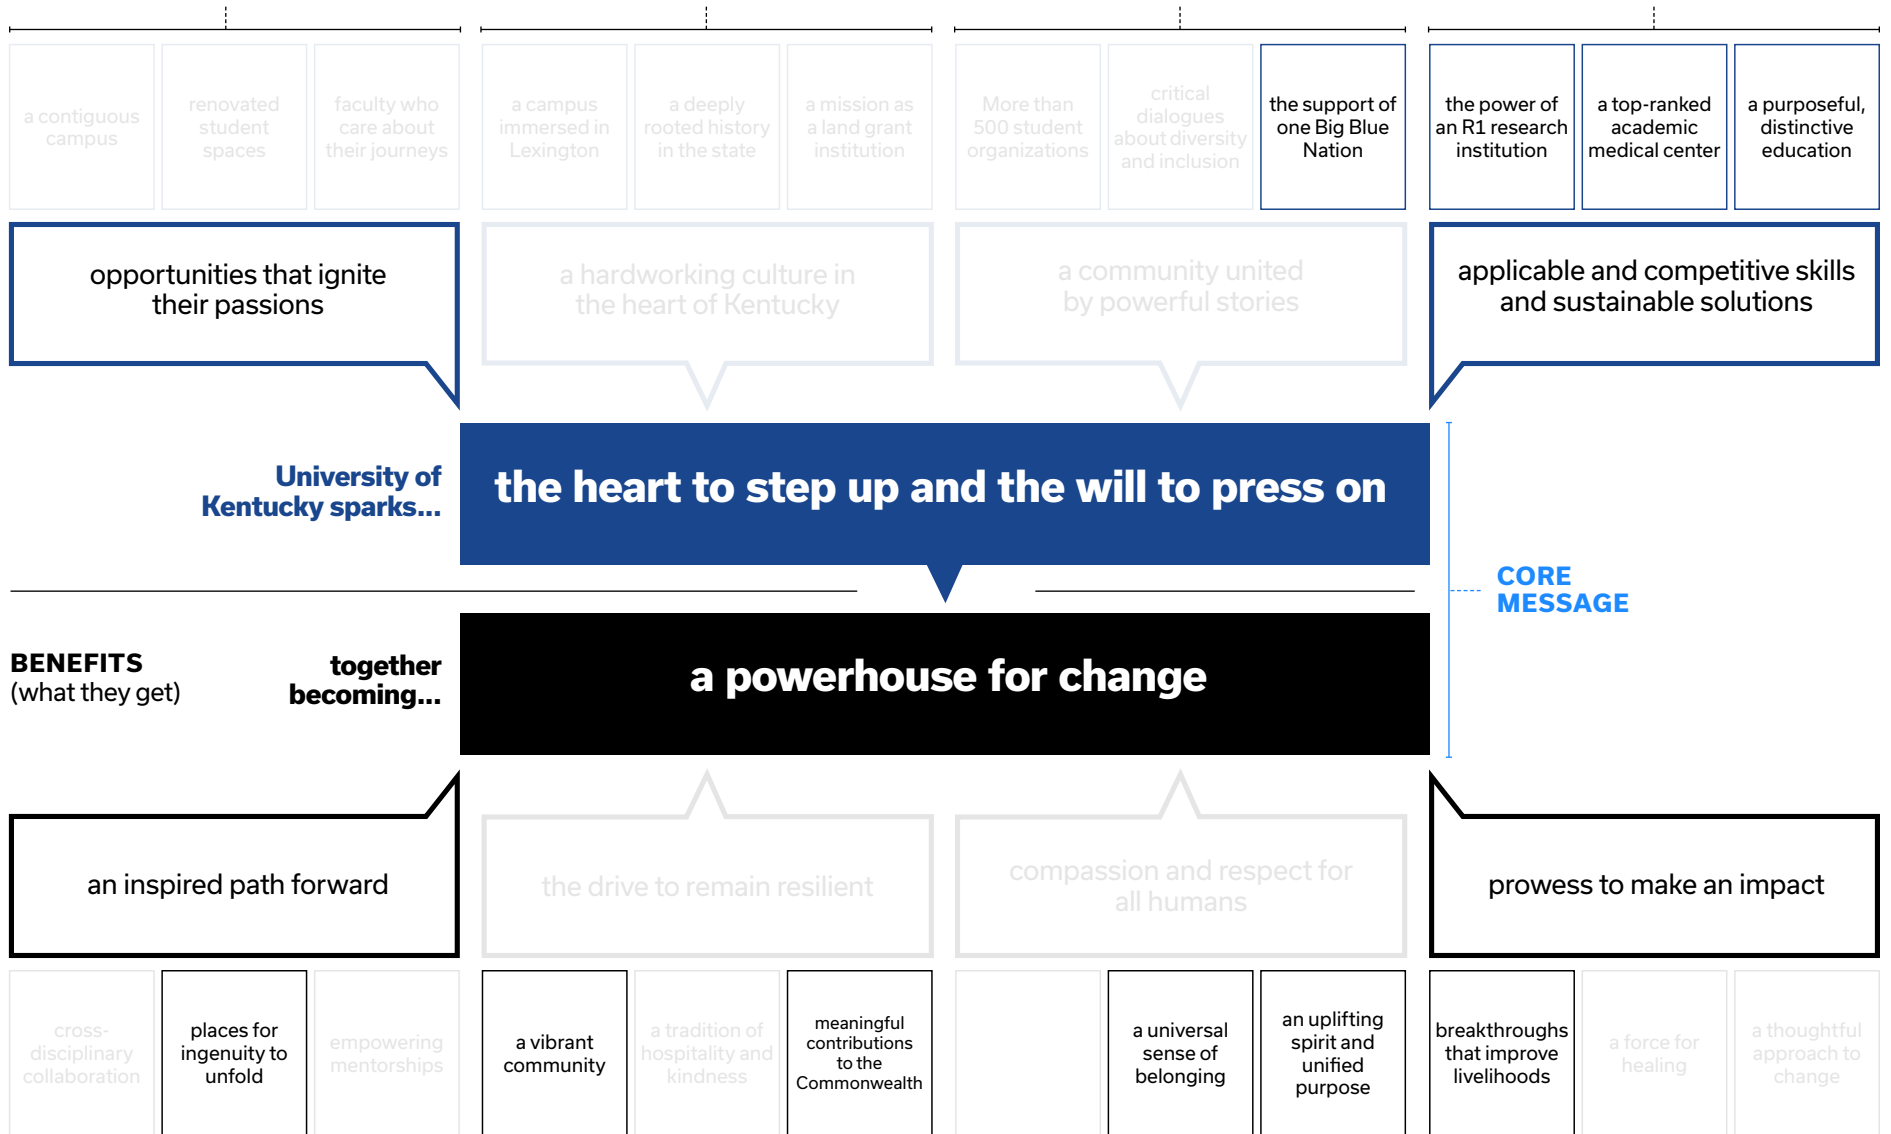 a contiguous
campus
renovated
student
spaces
faculty who
care about
their journeys
a campus
immersed in
Lexington
a deeply
rooted history
in the state
a mission as
a land grant
institution
More than
500 student
organizations
critical
dialogues
about diversity
and inclusion
the support of
one Big Blue
Nation
the power of
an R1 research
institution
a top-ranked
academic
medical center
a purposeful,
distinctive
education
opportunities that ignite
their passions
a hardworking culture in
the heart of Kentucky
a community united
by powerful stories
applicable and competitive skills
and sustainable solutions
University of
Kentucky sparks...
the heart to step up and the will to press on
CORE
MESSAGE
BENEFITS
(what they get)
together
becoming...
a powerhouse for change
an inspired path forward
the drive to remain resilient
compassion and respect for
all humans
prowess to make an impact
cross-
disciplinary
collaboration
places for
ingenuity to
unfold
empowering
mentorships
a vibrant
community
a tradition of
hospitality and
kindness
meaningful
contributions
to the
Commonwealth
a universal
sense of
belonging
an uplifting
spirit and
unified
purpose
breakthroughs
that improve
livelihoods
a force for
healing
a thoughtful
approach to
change